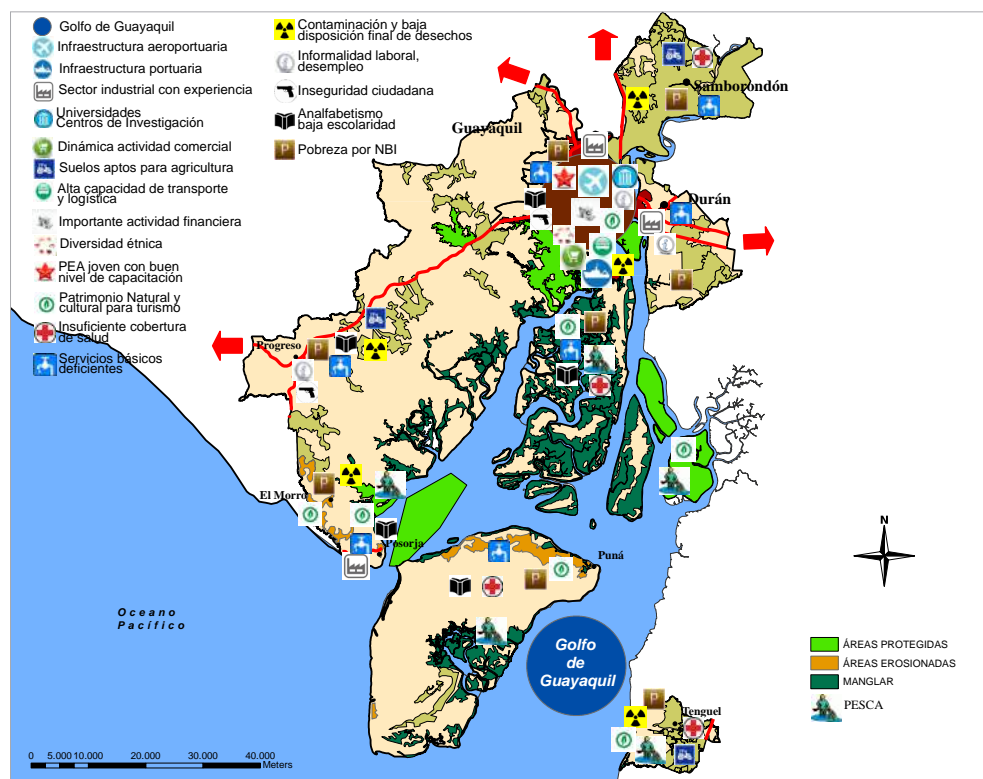 Golfo de Guayaquil
Infraestructura aeroportuaria
Infraestructura portuaria
Sector industrial con experiencia
Universidades
Centros de Investigación
Dinámica actividad comercial
Suelos aptos para agricultura
Alta capacidad de transporte
y logística
Importante actividad financiera
Diversidad étnica
PEA joven con buen
nivel de capacitación
Patrimonio Natural y
cultural para turismo
Insuficiente cobertura
de salud
Servicios básicos
deficientes
Contaminación y baja
disposición final de desechos
Informalidad laboral,
desempleo
Inseguridad ciudadana
Analfabetismo
baja escolaridad
P Pobreza por NBI
Samborondón
P
Guayaquil
P
Durán
P
Progreso
P
P
El Morro
P
Posorja
Puná
P
N
Oceano
Pacífico
Golfo
de
Guayaquil
ÁREAS PROTEGIDAS
ÁREAS EROSIONADAS
MANGLAR
PESCA
P
Tenguel
0 5.000 10.000 20.000 30.000 40.000
Meters